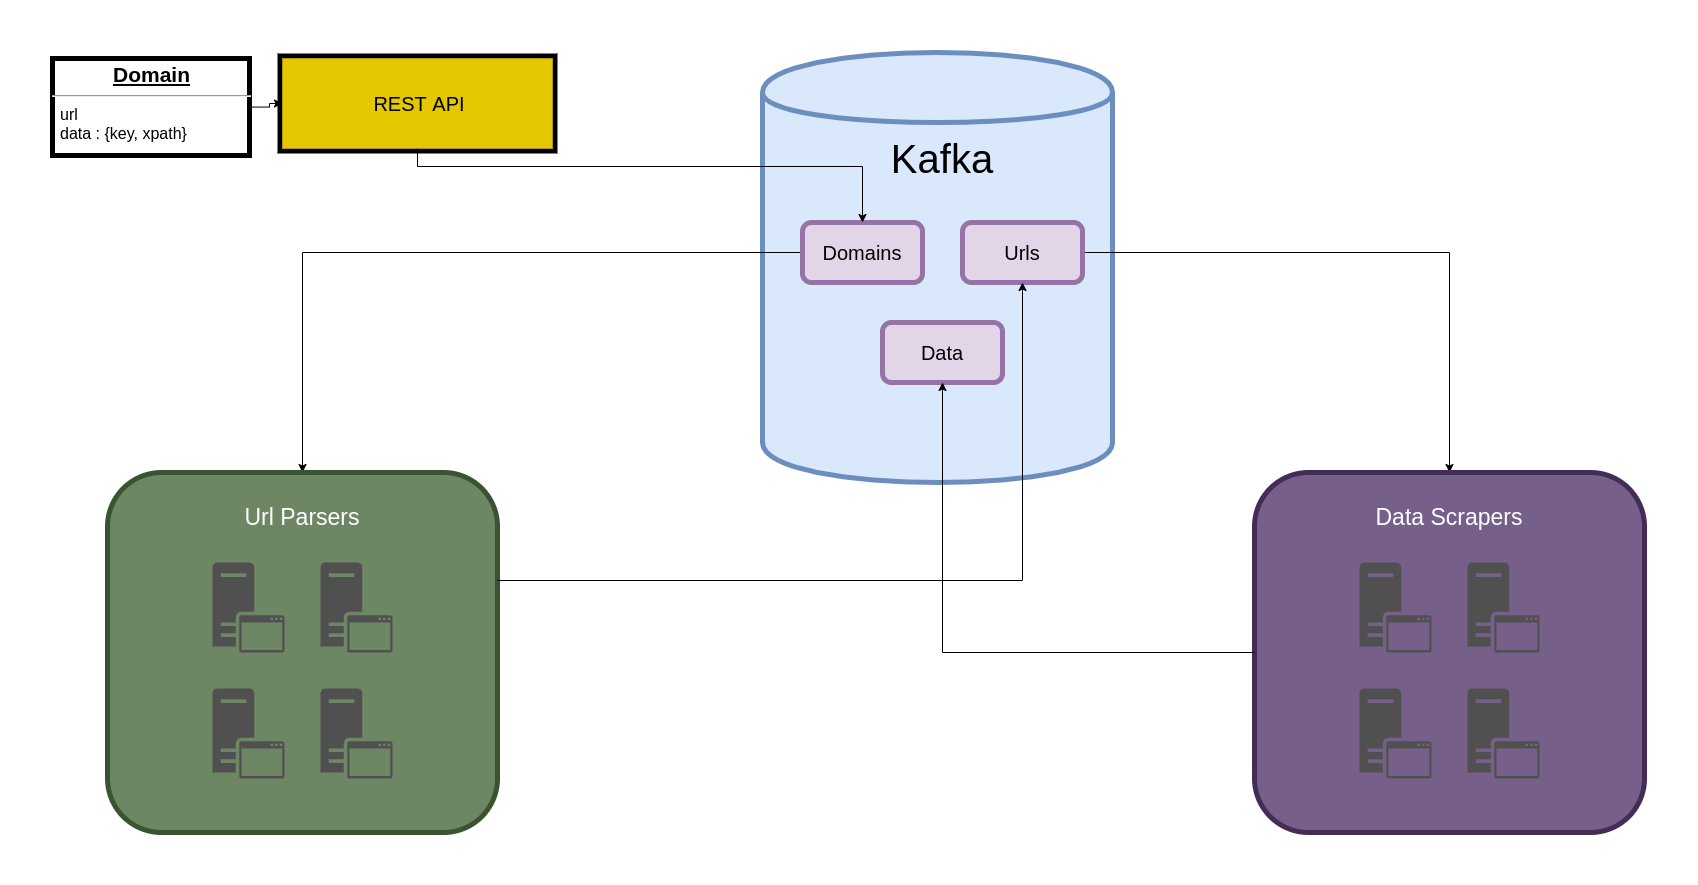 Domain
url
data : {key, xpath}
REST API
Kafka
Domains
Urls
Data
Url Parsers
Data Scrapers